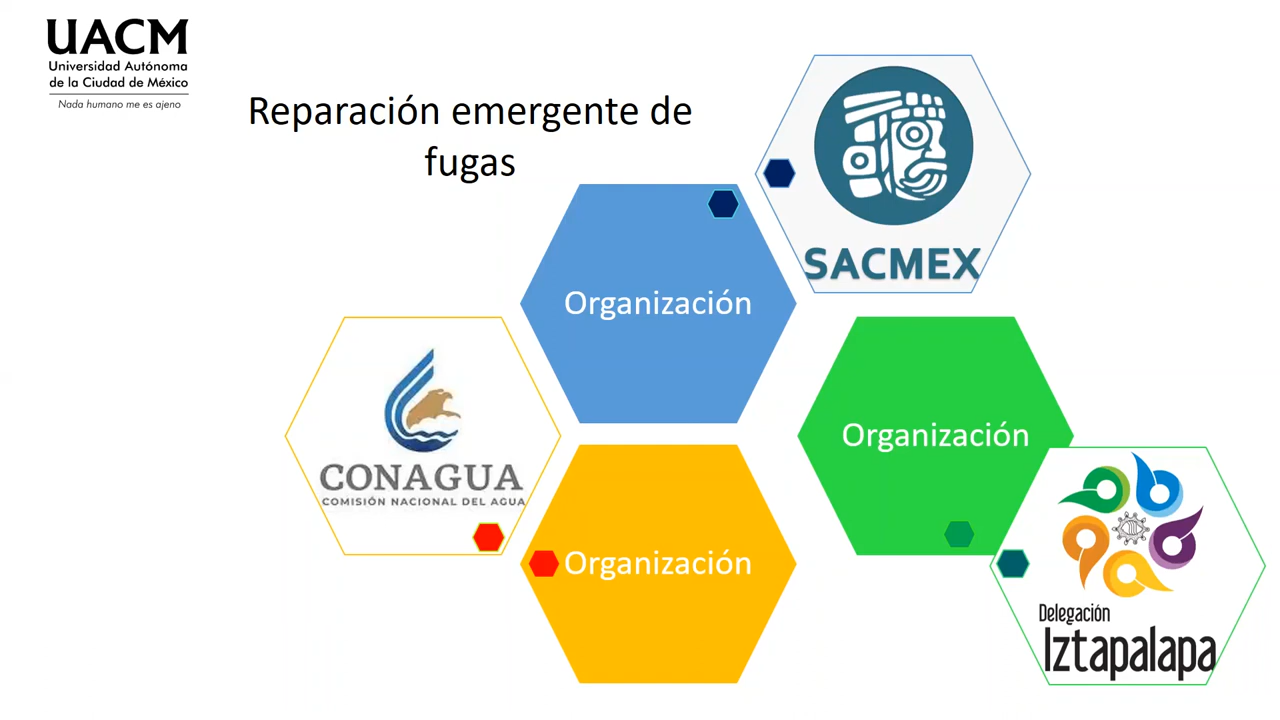 UACM
Universidad Autónoma
de la Ciudad de México
Nada humano me es ajeno
Reparación emergente de
fugas
SACMEX
Organización
CONAGUA
COMISIÓN NACIONAL DEL AGUA
Organización
Organización
Delegación
Iztapalapa